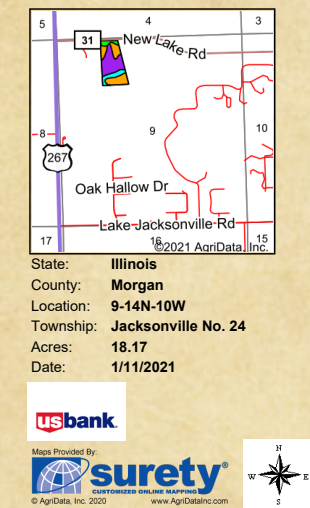 5 4 3
31 New Lake Rd
8 9 10
267
Oak Hallow Dr
Lake Jacksonville Rd
17 16 15
©2021 AgriData, Inc.
State: Illinois
County: Morgan
Location: 9-14N-10W
Township: Jacksonville No. 24
Acres: 18.17
Date: 1/11/2021
usbank.
Maps Provided By:
surety®
CUSTOMIZED ONLINE MAPPING
© AgriData, Inc. 2020 www.AgriDataInc.com
N
W E
S